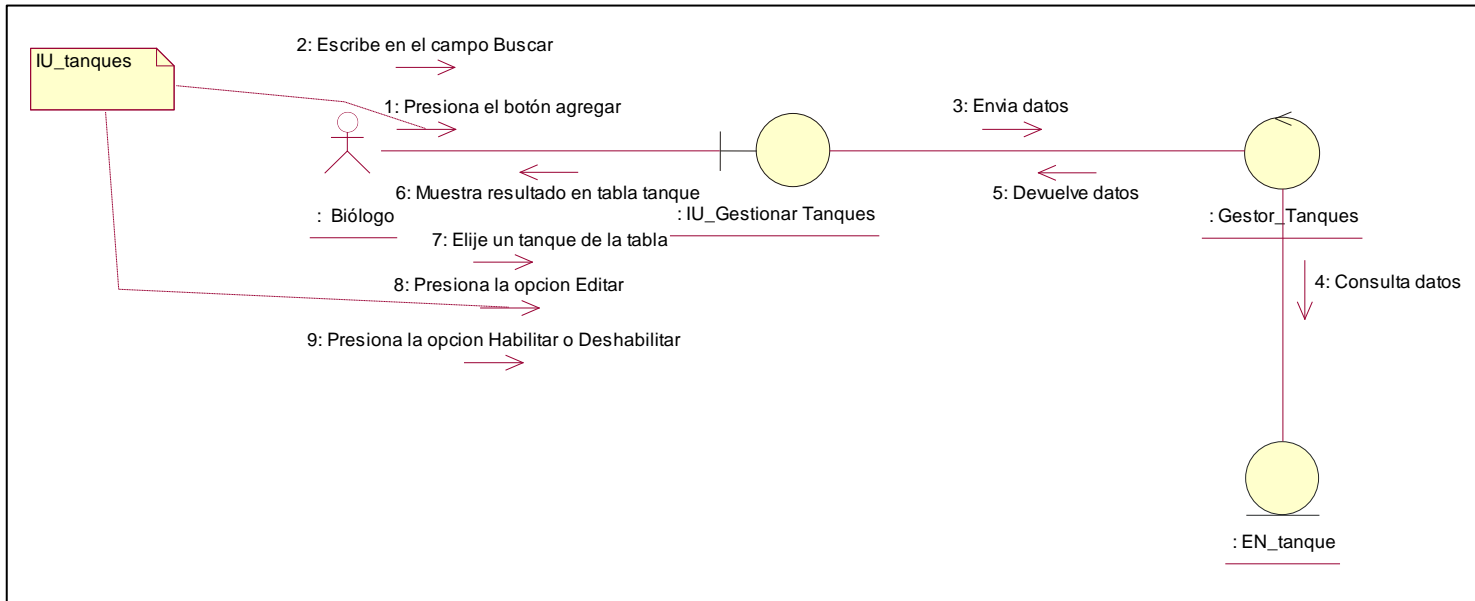 IU_tanques
2: Escribe en el campo Buscar
1: Presiona el botón agregar
3: Envia datos
6: Muestra resultado en tabla tanque
5: Devuelve datos
: Biólogo
: IU_Gestionar Tanques
: Gestor_Tanques
7: Elije un tanque de la tabla
8: Presiona la opcion Editar
4: Consulta datos
9: Presiona la opcion Habilitar o Deshabilitar
: EN_tanque